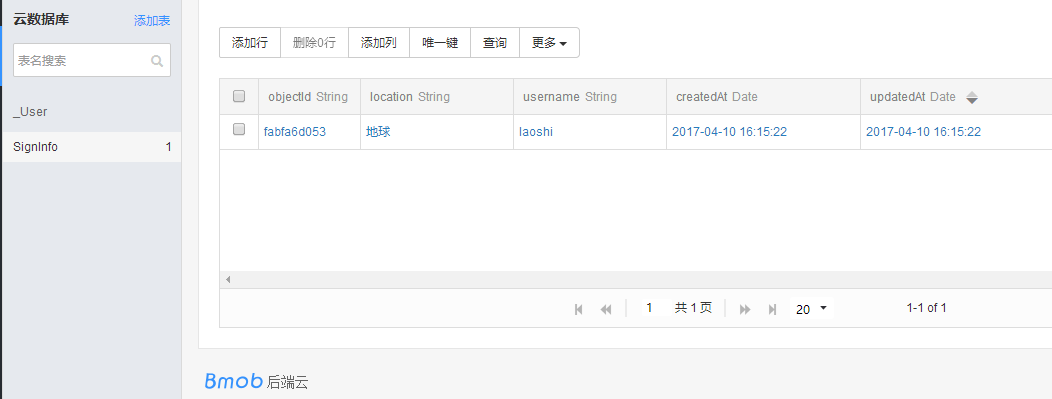 云数据库 添加表
表名搜索
_User
SignInfo 1
添加行 删除0行 添加列 唯一键 查询 更多
objectId String location String username String createdAt Date updatedAt Date
fabfa6d053 地球 laoshi 2017-04-10 16:15:22 2017-04-10 16:15:22
1 共 1 页 20 1-1 of 1
Bmob 后端云